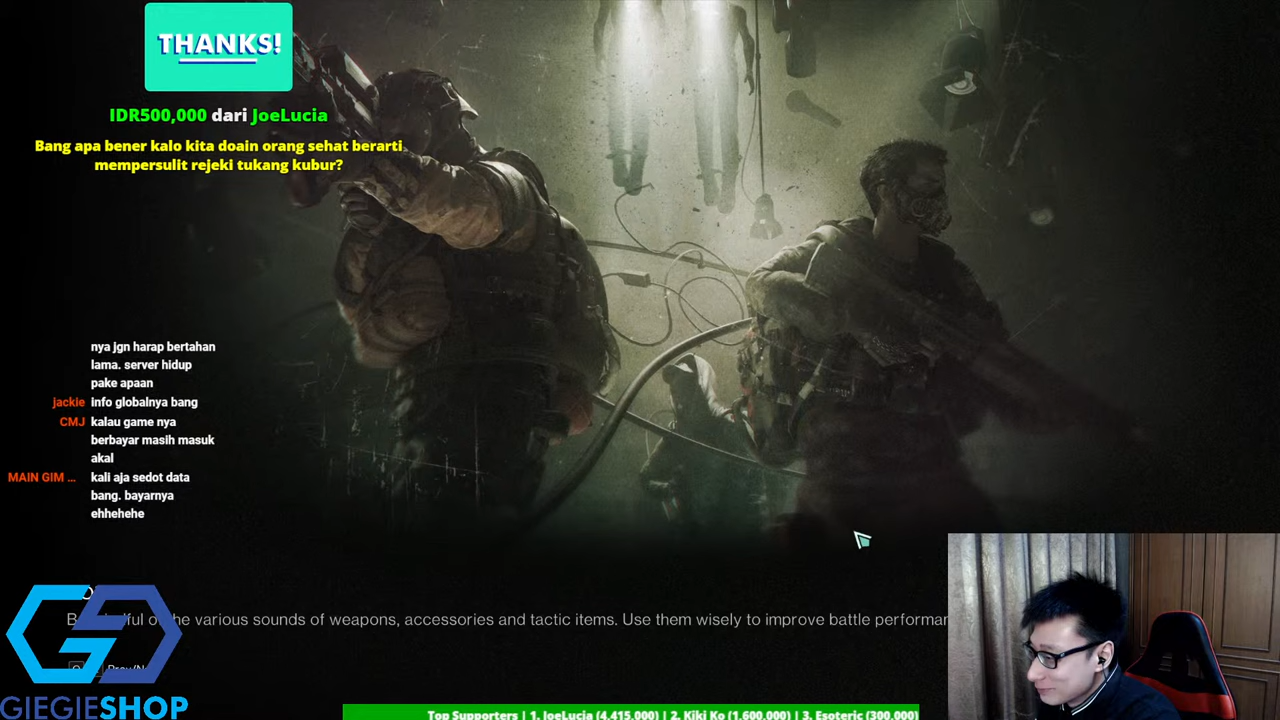 THANKS!
IDR500,000 dari JoeLucia
Bang apa bener kalo kita doain orang sehat berarti
mempersulit rejeki tukang kubur?
nya jgn harap bertahan
lama. server hidup
pake apaan
jackie info globalnya bang
CMJ kalau game nya
berbayar masih masuk
akal
MAIN GIM ... kali aja sedot data
bang. bayarnya
ehhehehe
the various sounds of weapons, accessories and tactic items. Use them wisely to improve battle performan
GIEGIESHOP
Top Supporters | 1. JoeLucia (4,415,000) | 2. Kiki Ko (1,600,000) | 3. Esoteric (300,000)